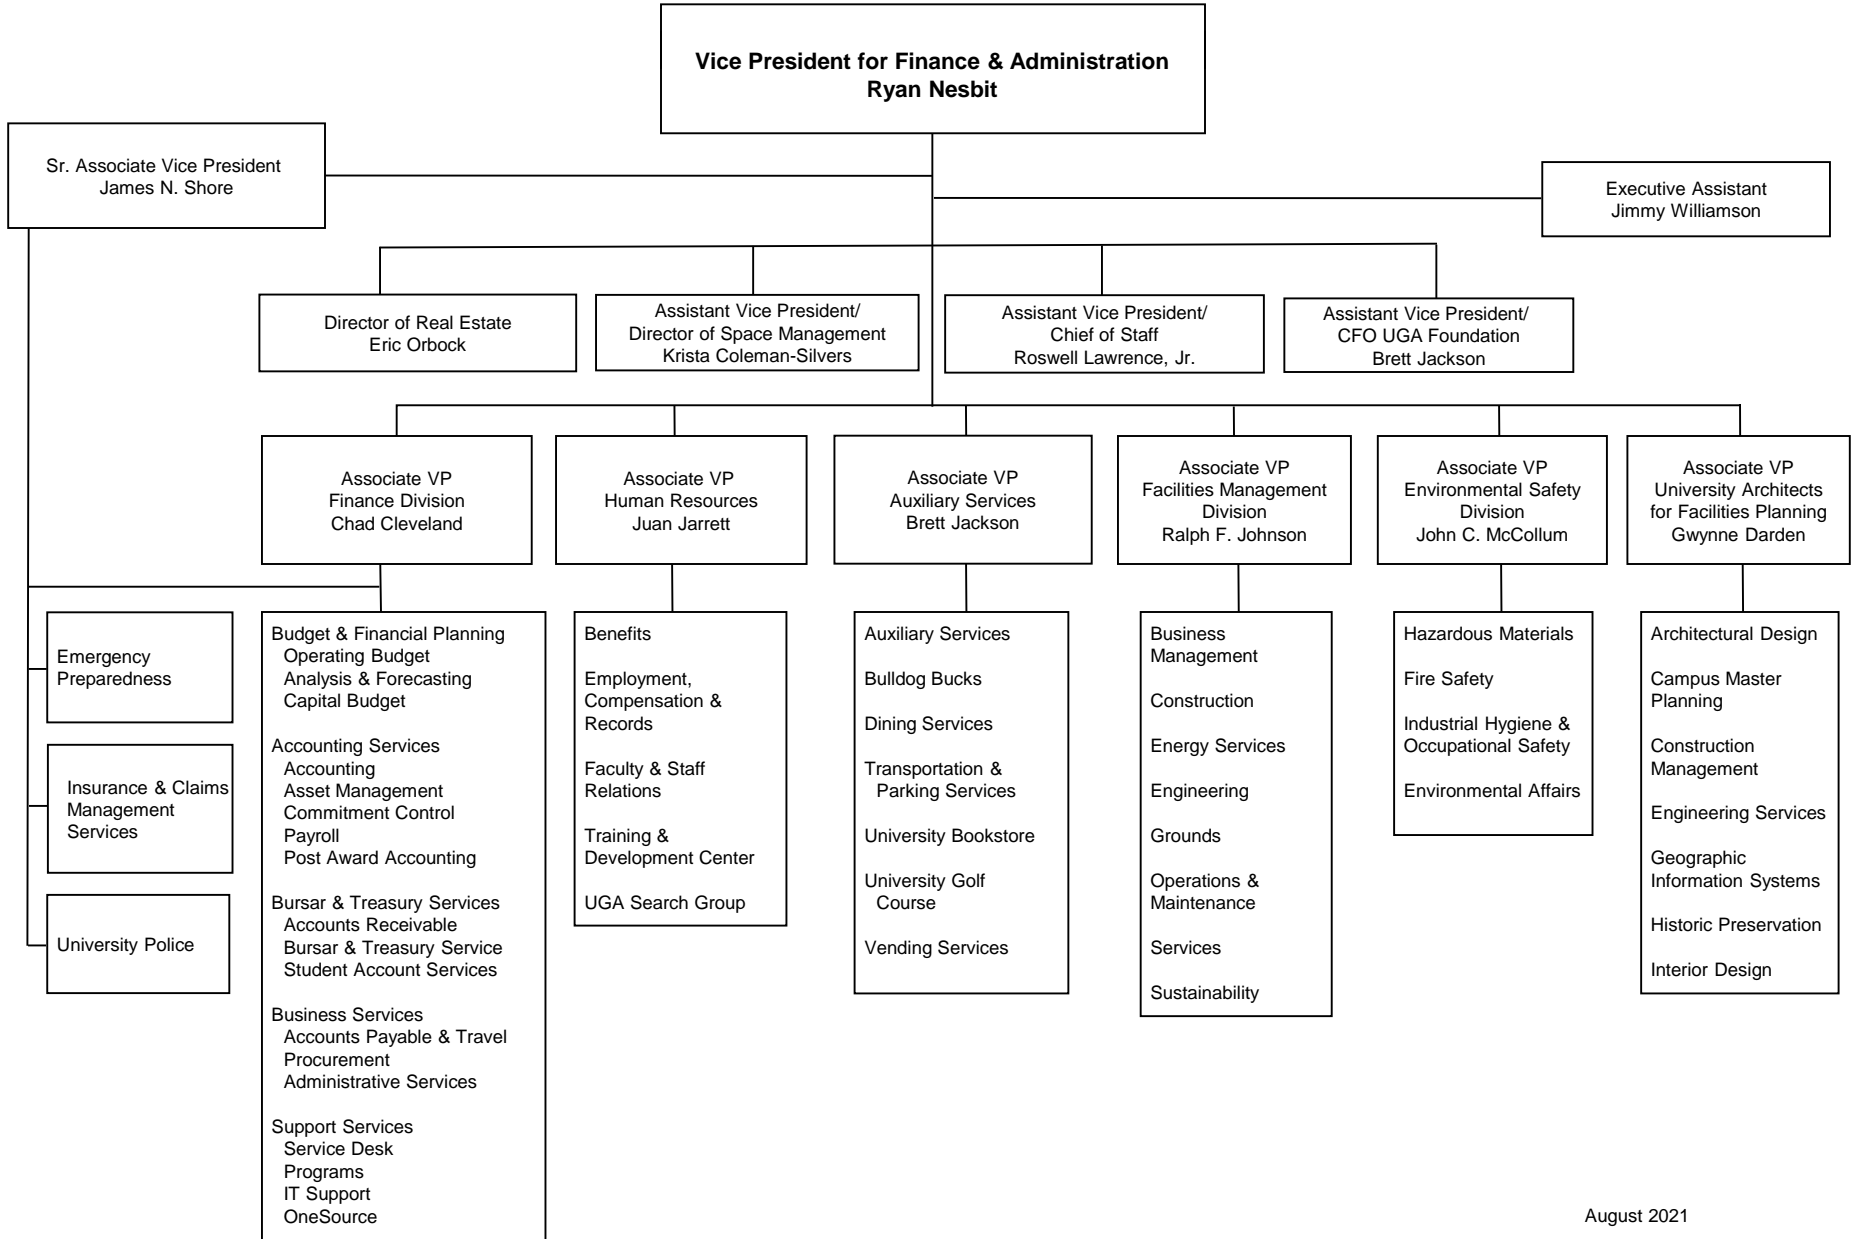 Vice President for Finance & Administration
Ryan Nesbit
Sr. Associate Vice President
James N. Shore
Executive Assistant
Jimmy Williamson
Director of Real Estate
Eric Orbock
Assistant Vice President/
Director of Space Management
Krista Coleman-Silvers
Assistant Vice President/
Chief of Staff
Roswell Lawrence, Jr.
Assistant Vice President/
CFO UGA Foundation
Brett Jackson
Associate VP
Finance Division
Chad Cleveland
Associate VP
Human Resources
Juan Jarrett
Associate VP
Auxiliary Services
Brett Jackson
Associate VP
Facilities Management
Division
Ralph F. Johnson
Associate VP
Environmental Safety
Division
John C. McCollum
Associate VP
University Architects
for Facilities Planning
Gwynne Darden
Emergency
Preparedness
Insurance & Claims
Management
Services
University Police
Budget & Financial Planning
Operating Budget
Analysis & Forecasting
Capital Budget
Accounting Services
Accounting
Asset Management
Commitment Control
Payroll
Post Award Accounting
Bursar & Treasury Services
Accounts Receivable
Bursar & Treasury Service
Student Account Services
Business Services
Accounts Payable & Travel
Procurement
Administrative Services
Support Services
Service Desk
Programs
IT Support
OneSource
Benefits
Employment,
Compensation &
Records
Faculty & Staff
Relations
Training &
Development Center
UGA Search Group
Auxiliary Services
Bulldog Bucks
Dining Services
Transportation &
Parking Services
University Bookstore
University Golf
Course
Vending Services
Business
Management
Construction
Energy Services
Engineering
Grounds
Operations &
Maintenance
Services
Sustainability
Hazardous Materials
Fire Safety
Industrial Hygiene &
Occupational Safety
Environmental Affairs
Architectural Design
Campus Master
Planning
Construction
Management
Engineering Services
Geographic
Information Systems
Historic Preservation
Interior Design
August 2021